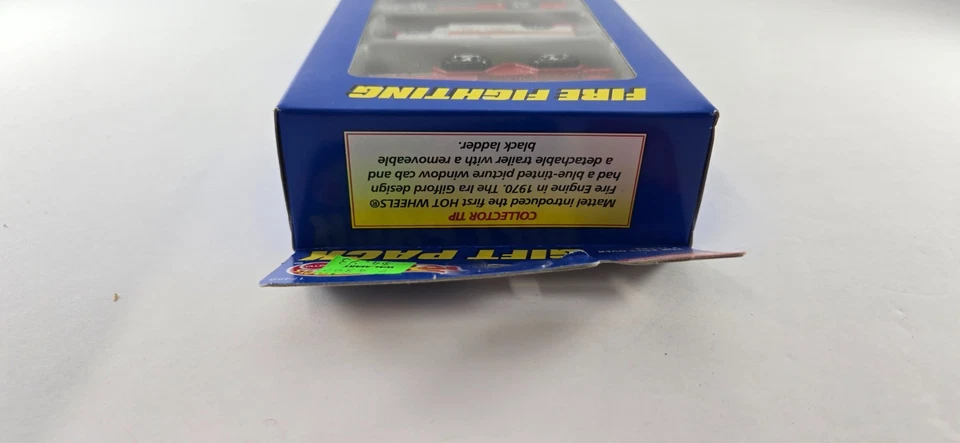 COLLECTOR TIP
Mattel introduced the first HOT WHEELS®
Fire Engine in 1970. The Ira Gilford design
had a blue-tinted picture window cab and
a detachable trailer with a removeable
black ladder.
FIRE FIGHTING
GIFT PACK